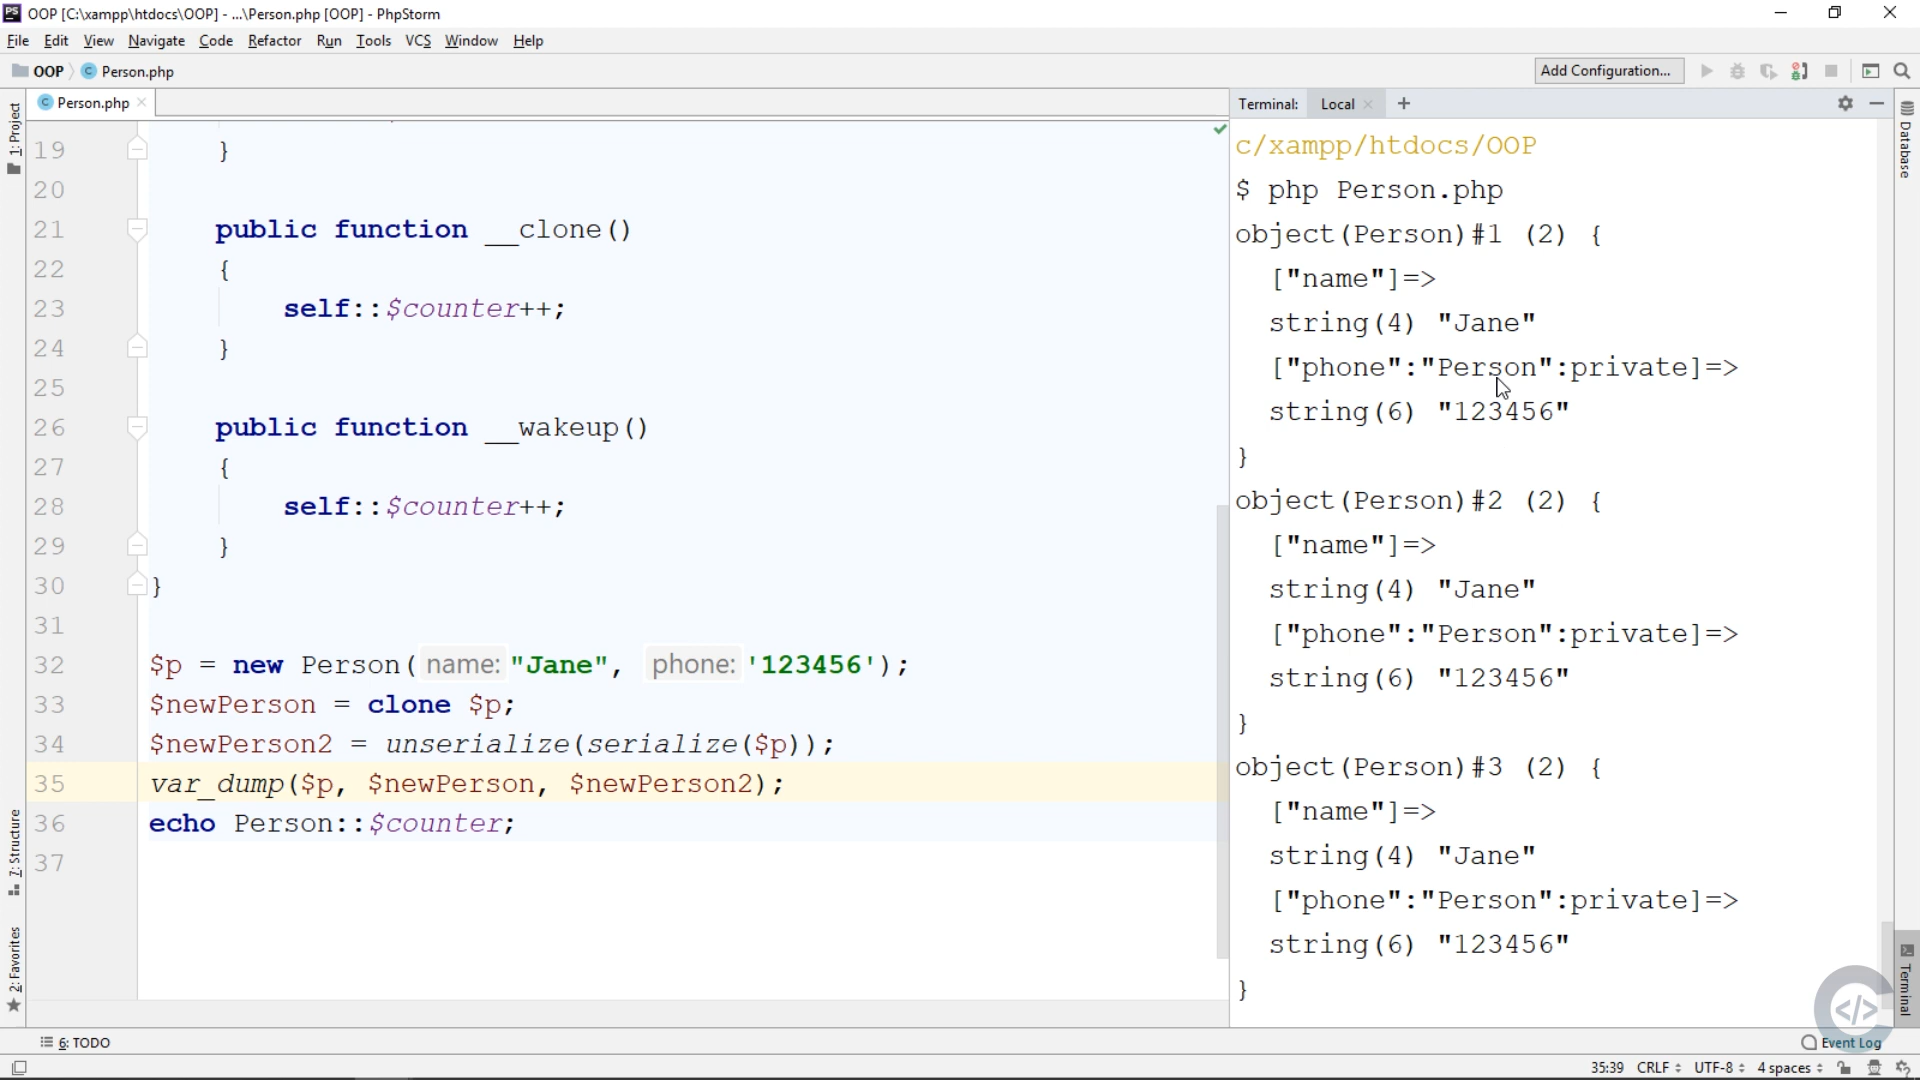 OOP [C:\xampp\htdocs\OOP] - ...\Person.php [OOP] - PhpStorm
File Edit View Navigate Code Refactor Run Tools VCS Window Help
OOP Person.php
Add Configuration...
Person.php
Terminal: Local +
1: Project
7: Structure
2: Favorites
19 }
20
21 public function __clone()
22 {
23 self::$counter++;
24 }
25
26 public function __wakeup()
27 {
28 self::$counter++;
29 }
30 }
31
32 $p = new Person( name: "Jane", phone: '123456');
33 $newPerson = clone $p;
34 $newPerson2 = unserialize(serialize($p));
35 var_dump($p, $newPerson, $newPerson2);
36 echo Person::$counter;
37
c/xampp/htdocs/OOP
$ php Person.php
object(Person)#1 (2) {
["name"]=>
string(4) "Jane"
["phone":"Person":private]=>
string(6) "123456"
}
object(Person)#2 (2) {
["name"]=>
string(4) "Jane"
["phone":"Person":private]=>
string(6) "123456"
}
object(Person)#3 (2) {
["name"]=>
string(4) "Jane"
["phone":"Person":private]=>
string(6) "123456"
}
Database
Terminal
</>
6: TODO
Event Log
35:39 CRLF UTF-8 4 spaces